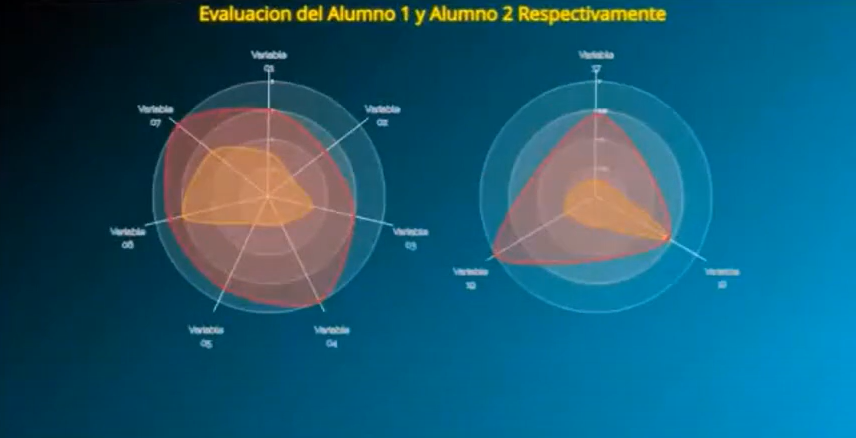 Evaluacion del Alumno 1 y Alumno 2 Respectivamente
Variable
01
Variable
17
Variable
07
Variable
02
Variable
06
Variable
03
Variable
19
Variable
Variable
05
Variable
04